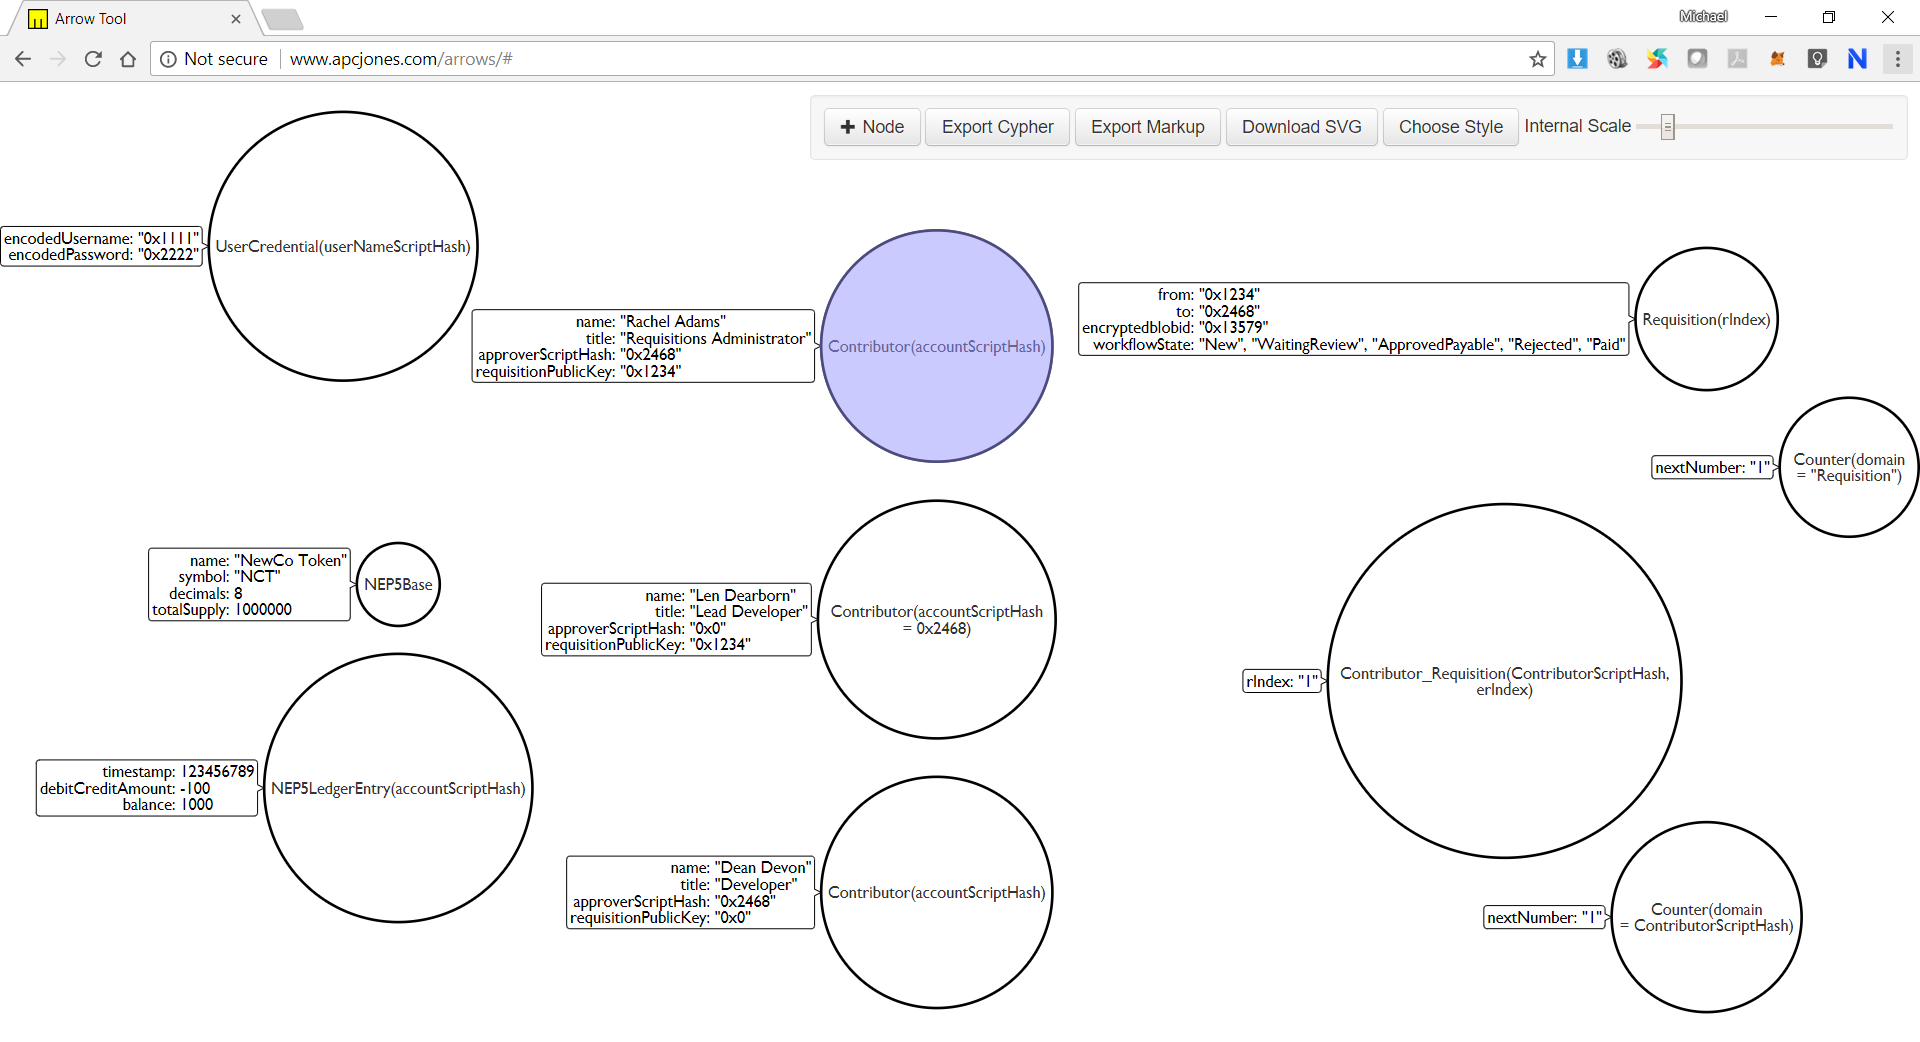 Arrow Tool
Michael
Not secure
www.apcjones.com/arrows/#
Node
Export Cypher
Export Markup
Download SVG
Choose Style
Internal Scale
encodedUsername: "0x1111"
encodedPassword: "0x2222"
UserCredential(userNameScriptHash)
name: "Rachel Adams"
title: "Requisitions Administrator"
approverScriptHash: "0x2468"
requisitionPublicKey: "0x1234"
Contributor(accountScriptHash)
from: "0x1234"
to: "0x2468"
encryptedblobid: "0x13579"
workflowState: "New", "WaitingReview", "ApprovedPayable", "Rejected", "Paid"
Requisition(rIndex)
nextNumber: "1"
Counter(domain
= "Requisition")
name: "NewCo Token"
symbol: "NCT"
decimals: 8
totalSupply: 1000000
NEP5Base
name: "Len Dearborn"
title: "Lead Developer"
approverScriptHash: "0x0"
requisitionPublicKey: "0x1234"
Contributor(accountScriptHash
= 0x2468)
rIndex: "1"
Contributor_Requisition(ContributorScriptHash,
erIndex)
timestamp: 123456789
debitCreditAmount: -100
balance: 1000
NEP5LedgerEntry(accountScriptHash)
name: "Dean Devon"
title: "Developer"
approverScriptHash: "0x2468"
requisitionPublicKey: "0x0"
Contributor(accountScriptHash)
nextNumber: "1"
Counter(domain
= ContributorScriptHash)